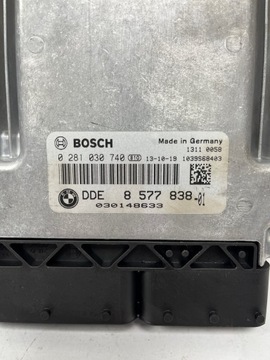 BOSCH
Made in Germany
1311 0058
0 281 030 740 13-10-19 1039S68403
DDE 8 577 838-01
030148633